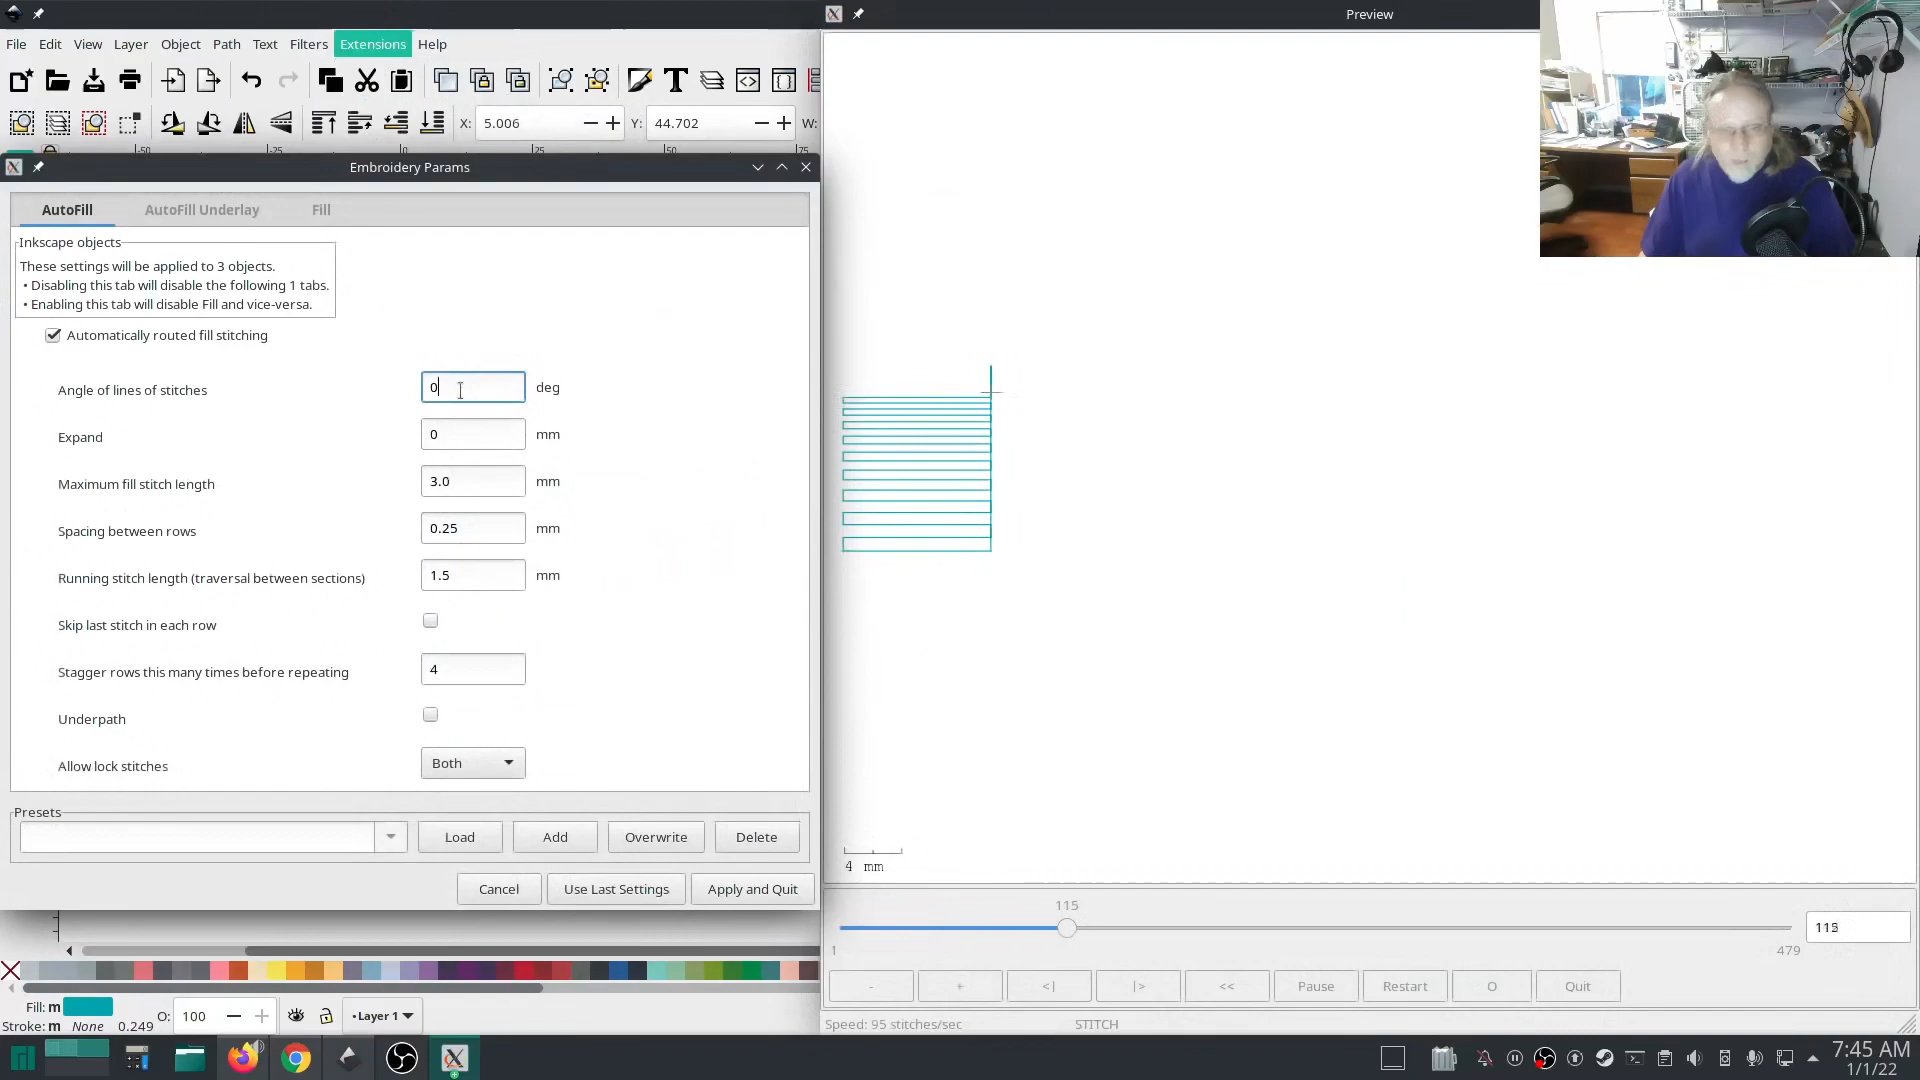 Preview
File Edit View Layer Object Path Text Filters Extensions Help
X: 5.006 Y: 44.702 W:
-50 -25 0 25 50 75
Embroidery Params
AutoFill AutoFill Underlay Fill
Inkscape objects
These settings will be applied to 3 objects.
• Disabling this tab will disable the following 1 tabs.
• Enabling this tab will disable Fill and vice-versa.
Automatically routed fill stitching
Angle of lines of stitches 0 deg
Expand 0 mm
Maximum fill stitch length 3.0 mm
Spacing between rows 0.25 mm
Running stitch length (traversal between sections) 1.5 mm
Skip last stitch in each row
Stagger rows this many times before repeating 4
Underpath
Allow lock stitches Both
Presets
Load Add Overwrite Delete
Cancel Use Last Settings Apply and Quit
4 mm
115
1 479
- + <| |> << Pause Restart O Quit
Speed: 95 stitches/sec STITCH
Fill: m
Stroke: m None 0.249
O: 100
•Layer 1
7:45 AM
1/1/22